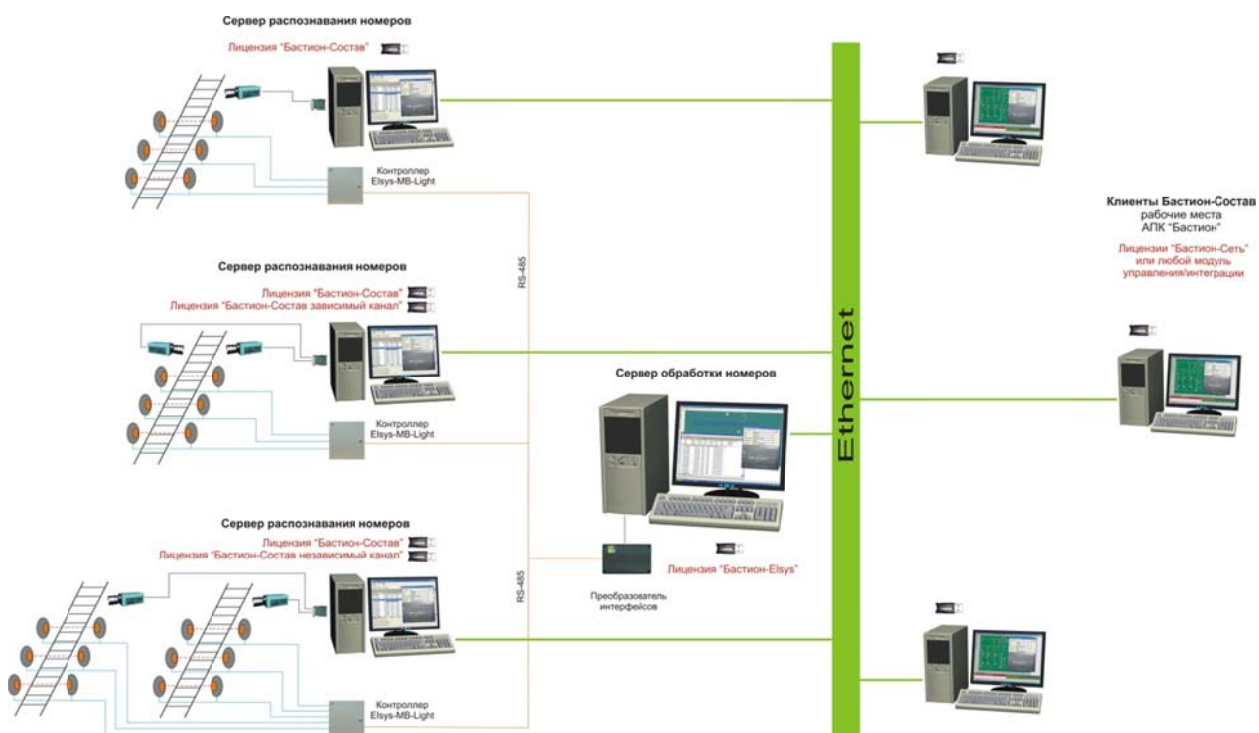 Сервер распознавания номеров
Лицензия “Бастион-Состав”
Контроллер
Elsys-MB-Light
RS-485
Сервер распознавания номеров
Лицензия “Бастион-Состав”
Лицензия “Бастион-Состав зависимый канал”
Контроллер
Elsys-MB-Light
Сервер обработки номеров
Лицензия “Бастион-Elsys”
Преобразователь
интерфейсов
RS-485
Сервер распознавания номеров
Лицензия “Бастион-Состав”
Лицензия “Бастион-Состав независимый канал”
Контроллер
Elsys-MB-Light
Ethernet
Клиенты Бастион-Состав
рабочие места
АПК “Бастион”
Лицензии “Бастион-Сеть”
или любой модуль
управления/интеграции